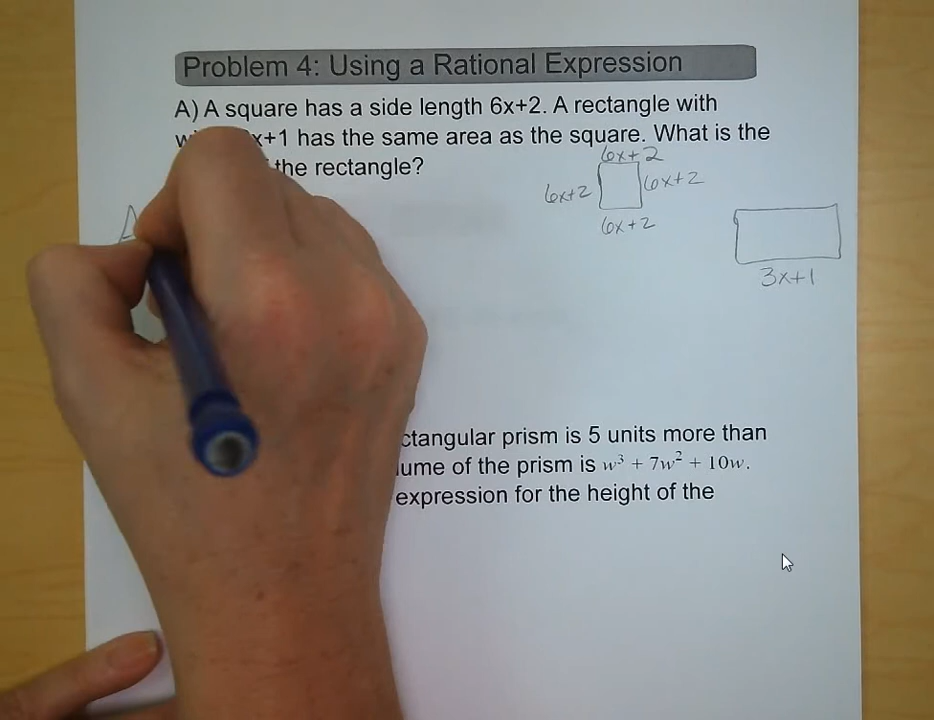 Problem 4: Using a Rational Expression
A) A square has a side length 6x+2. A rectangle with
x+1 has the same area as the square. What is the
the rectangle?
6x+2
6x+2 6x+2
6x+2
3x+1
A
ctangular prism is 5 units more than
ume of the prism is w³ + 7w² + 10w.
expression for the height of the